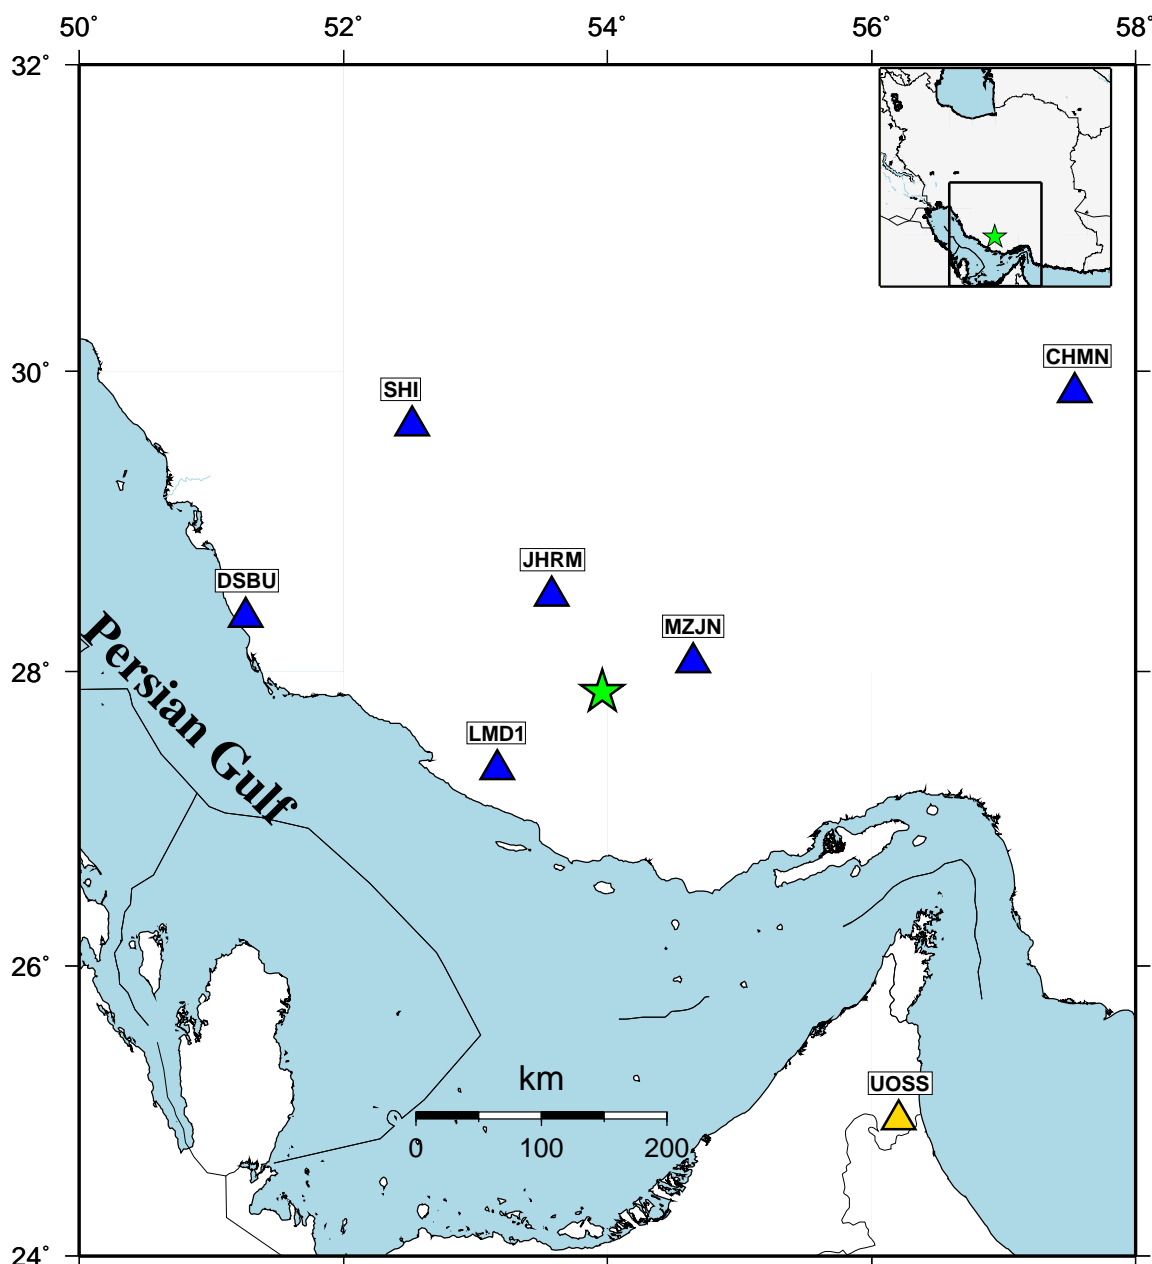 50° 52° 54° 56° 58°
32°
30°
28°
26°
24°
CHMN
SHI
JHRM
DSBU
MZJN
LMD1
Persian Gulf
km
UOSS
0 100 200